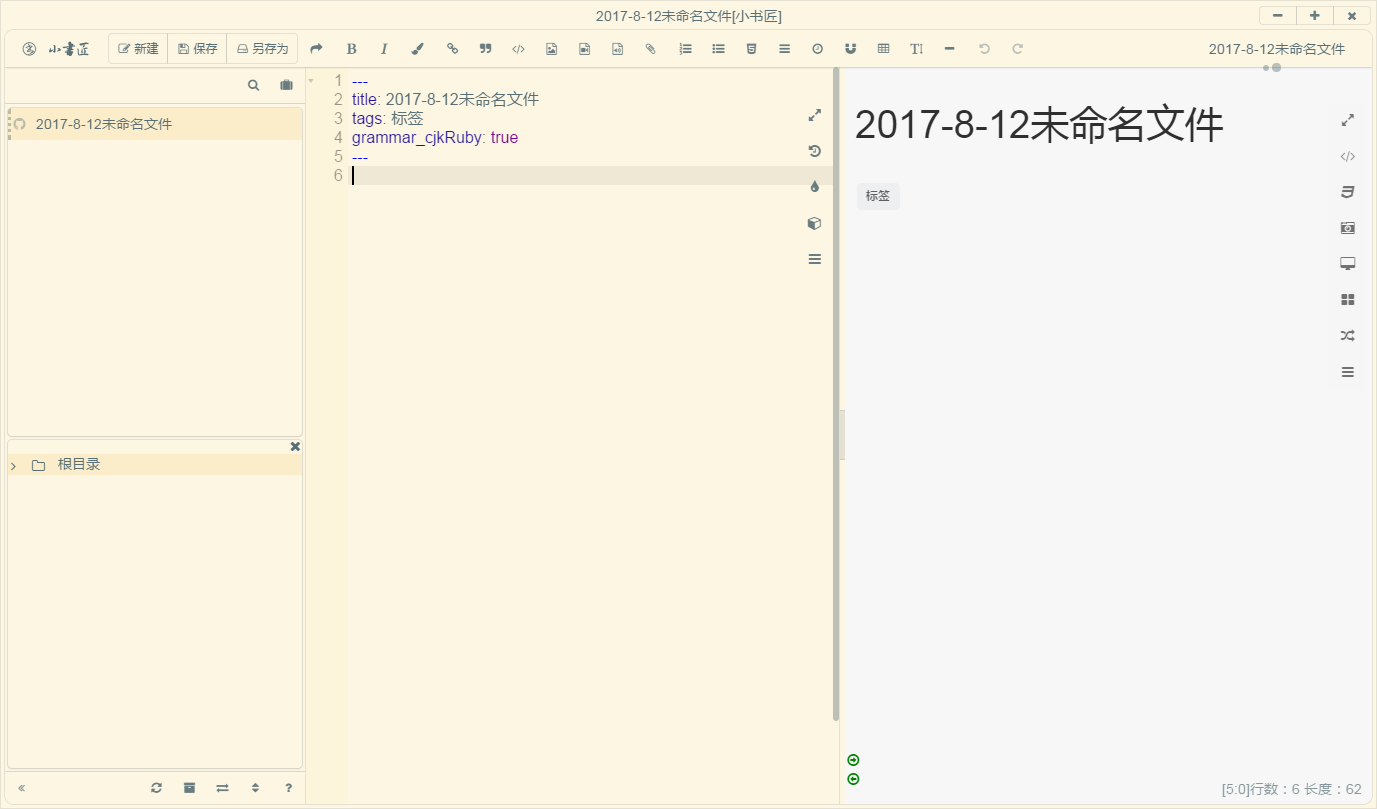 2017-8-12未命名文件[小书匠]
小書匠 新建 保存 另存为 2017-8-12未命名文件
2017-8-12未命名文件
根目录
1 ---
2 title: 2017-8-12未命名文件
3 tags: 标签
4 grammar_cjkRuby: true
5 ---
6
2017-8-12未命名文件
标签
[5:0]行数：6 长度：62